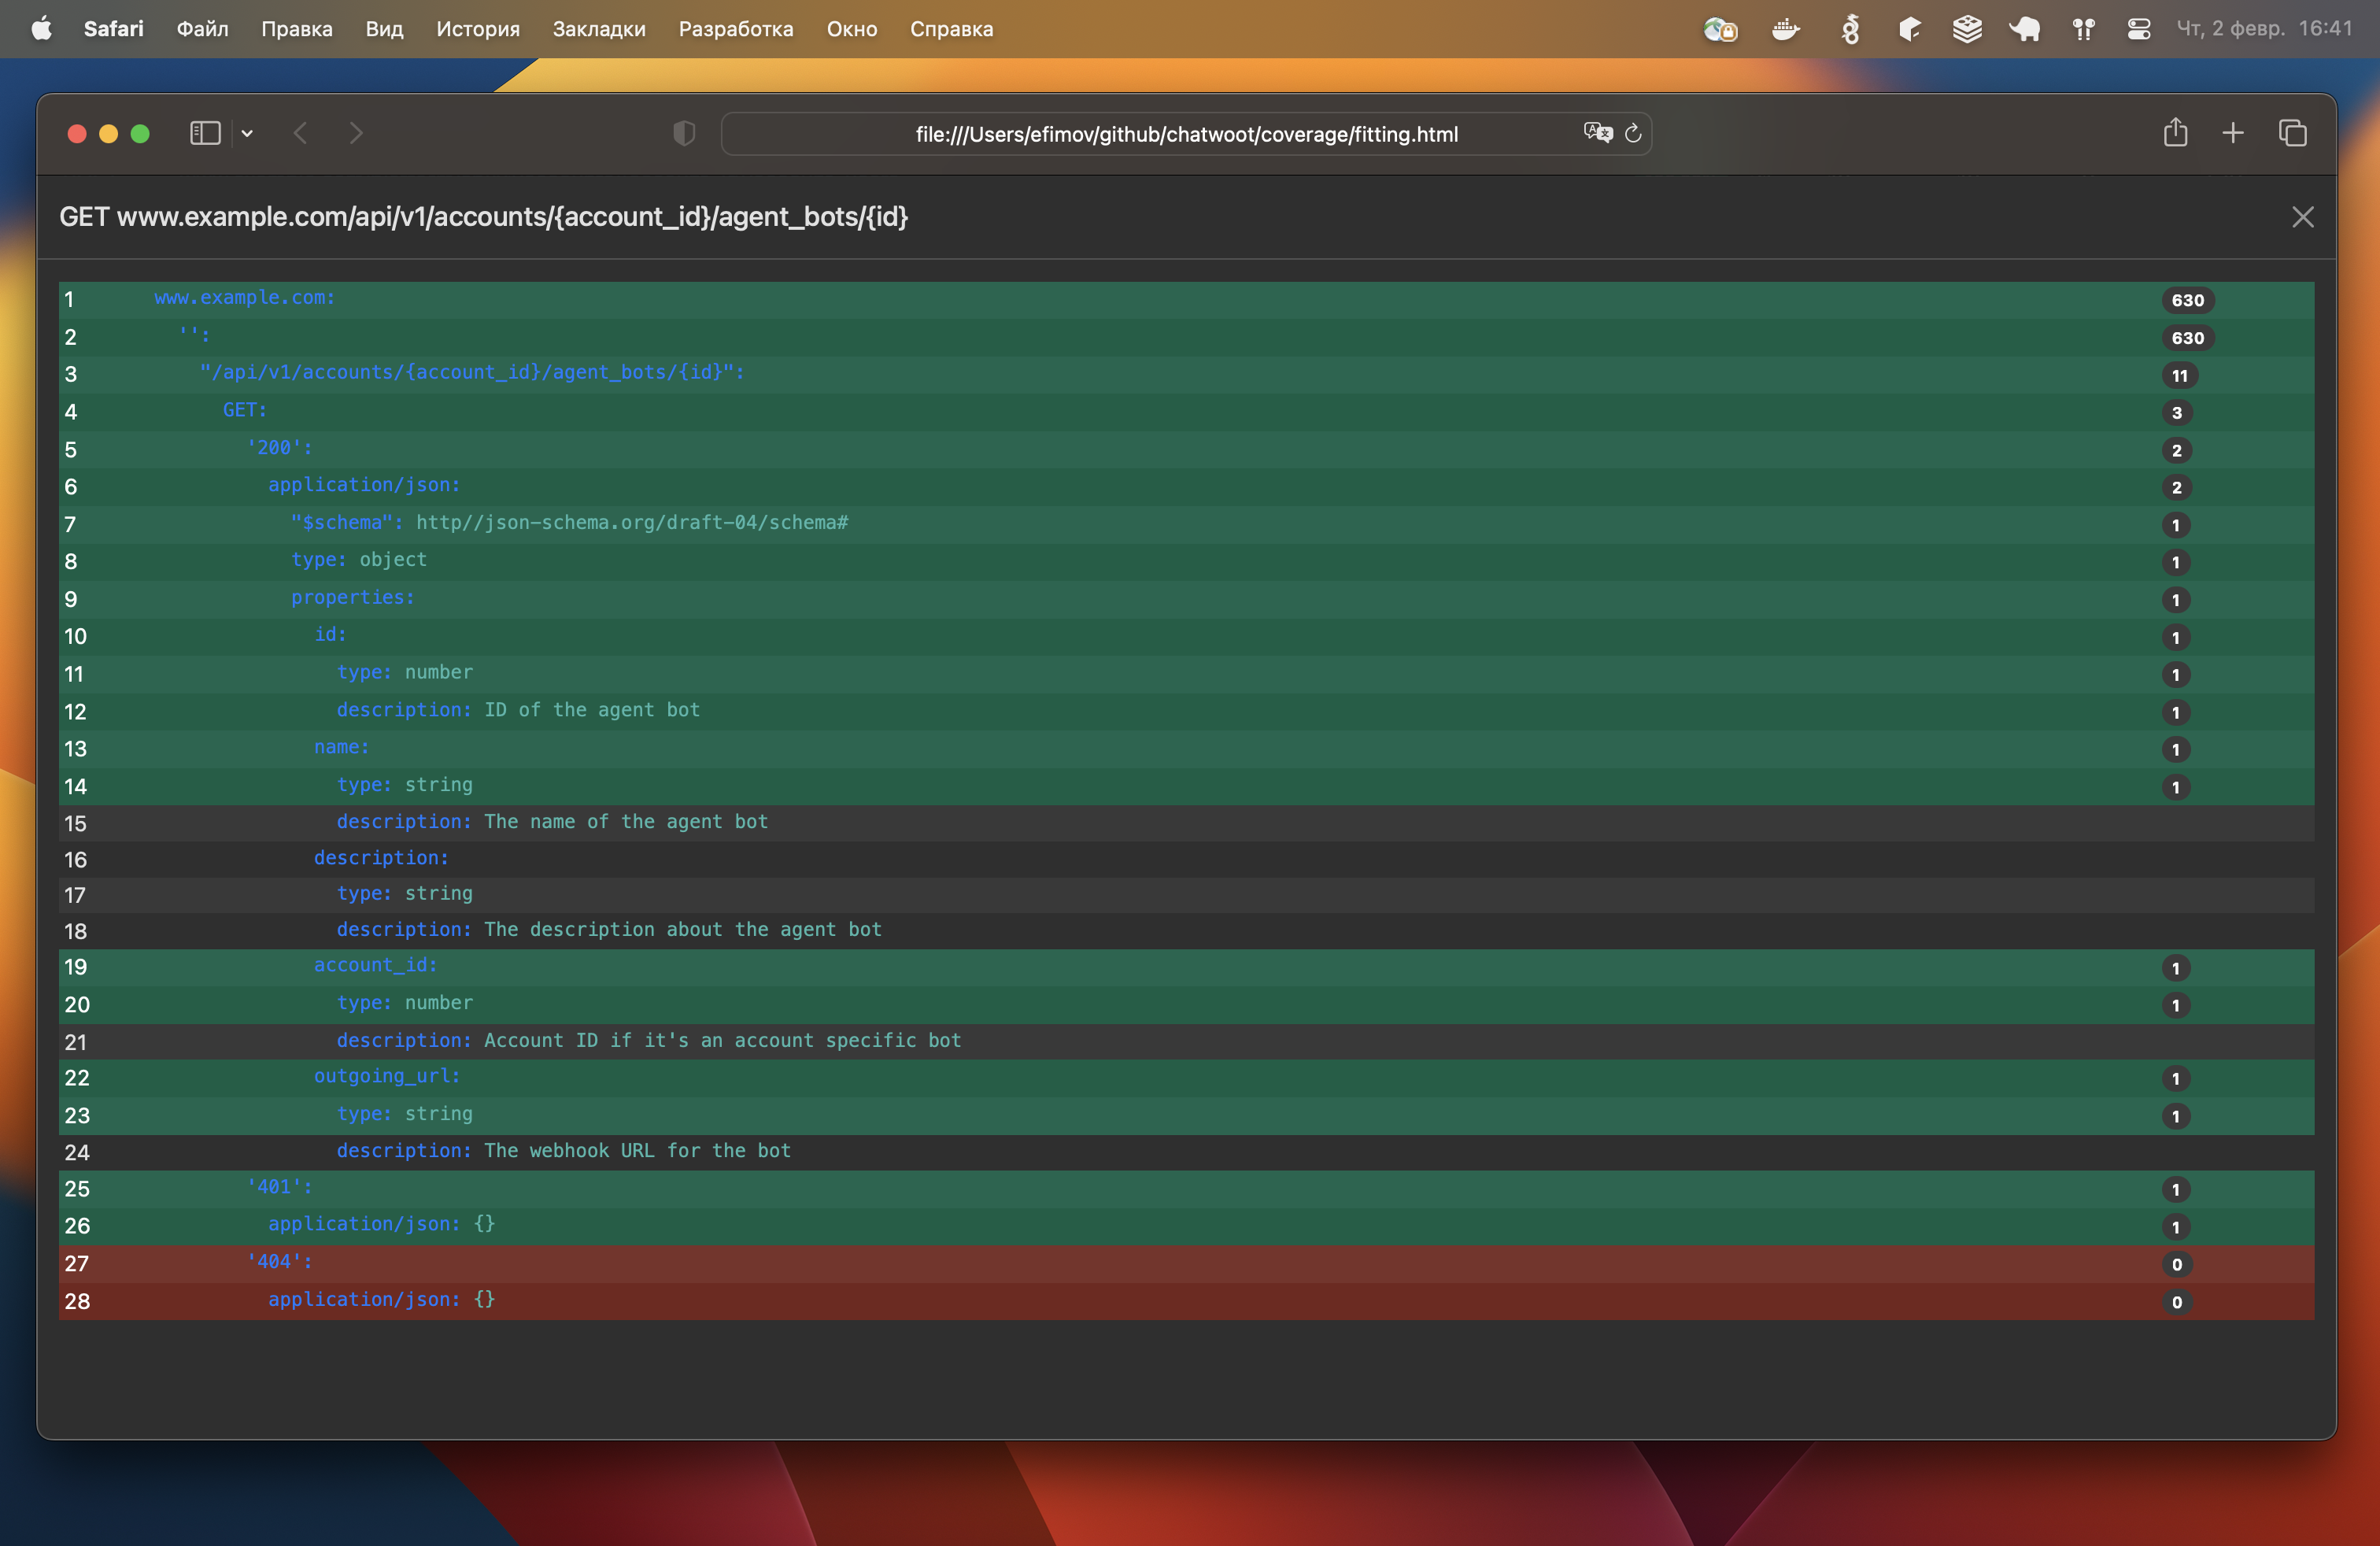 Safari Файл Правка Вид История Закладки Разработка Окно Справка Чт, 2 февр. 16:41
file:///Users/efimov/github/chatwoot/coverage/fitting.html
GET www.example.com/api/v1/accounts/{account_id}/agent_bots/{id}
1 www.example.com: 630
2 '': 630
3 "/api/v1/accounts/{account_id}/agent_bots/{id}": 11
4 GET: 3
5 '200': 2
6 application/json: 2
7 "$schema": http//json-schema.org/draft-04/schema# 1
8 type: object 1
9 properties: 1
10 id: 1
11 type: number 1
12 description: ID of the agent bot 1
13 name: 1
14 type: string 1
15 description: The name of the agent bot
16 description:
17 type: string
18 description: The description about the agent bot
19 account_id: 1
20 type: number 1
21 description: Account ID if it's an account specific bot
22 outgoing_url: 1
23 type: string 1
24 description: The webhook URL for the bot
25 '401': 1
26 application/json: {} 1
27 '404': 0
28 application/json: {} 0